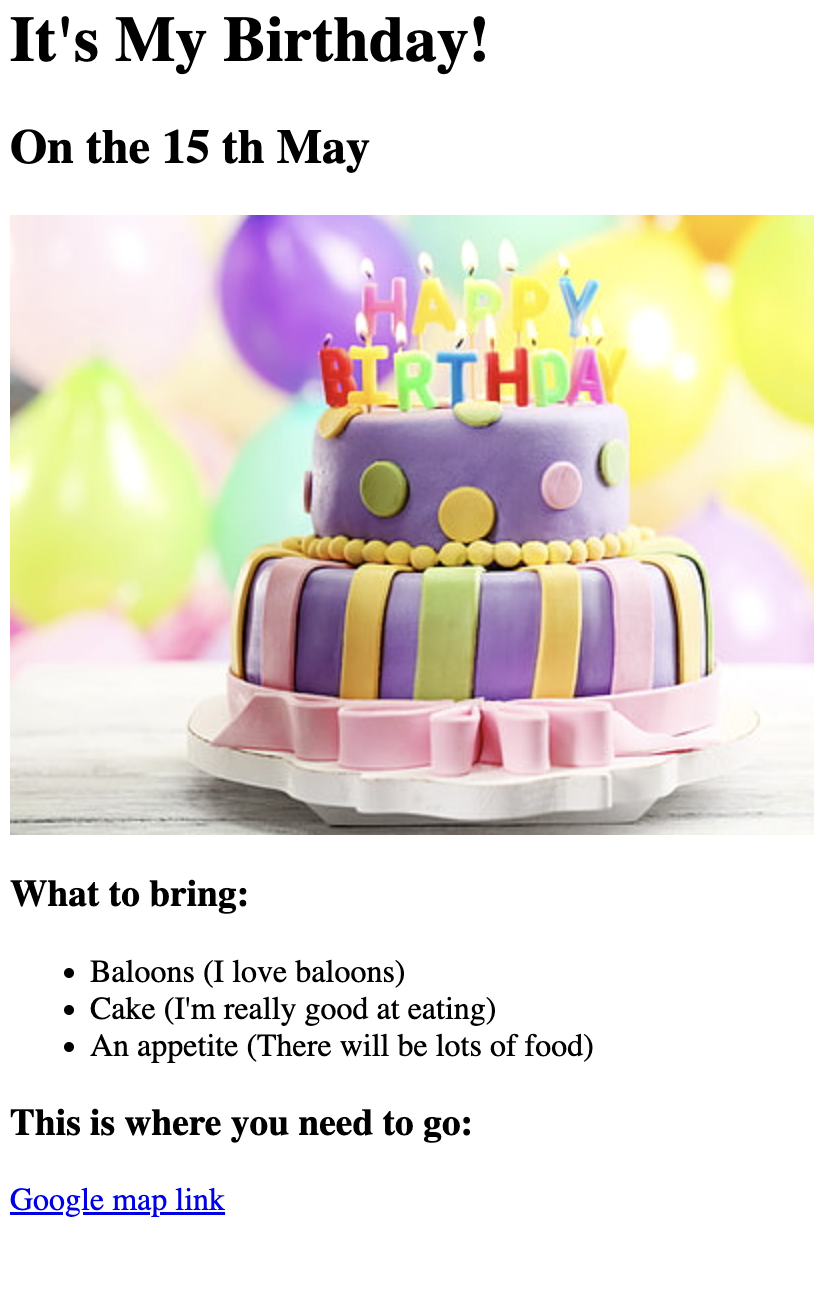 It's My Birthday!
On the 15 th May
HAPPY
BIRTHDAY
What to bring:
Baloons (I love baloons)
Cake (I'm really good at eating)
An appetite (There will be lots of food)
This is where you need to go:
Google map link